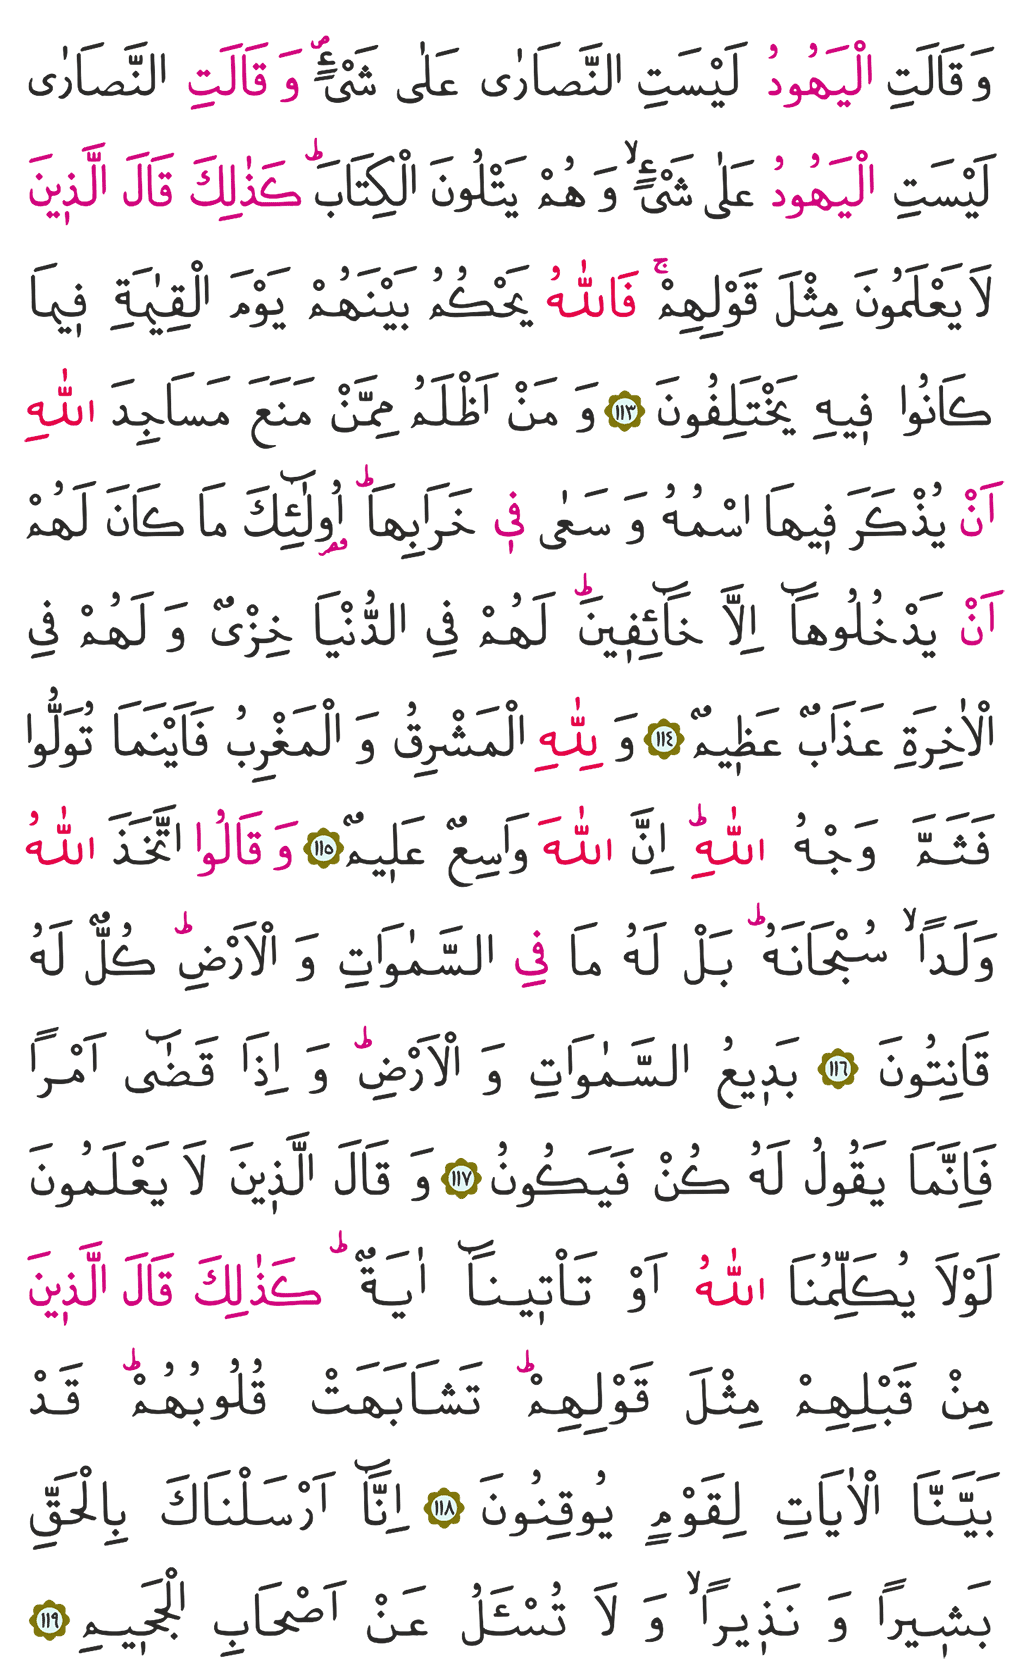 وَ قَالَتِ الْيَهُودُ لَيْسَتِ النَّصَارٰى عَلٰى شَىْءٍۖ وَ قَالَتِ النَّصَارٰى
لَيْسَتِ الْيَهُودُ عَلٰى شَىْءٍۙ وَ هُمْ يَتْلُونَ الْكِتَابَۜ كَذٰلِكَ قَالَ الَّذ۪ينَ
لَا يَعْلَمُونَ مِثْلَ قَوْلِهِمْۚ فَاللّٰهُ يَحْكُمُ بَيْنَهُمْ يَوْمَ الْقِيٰمَةِ ف۪يمَا
كَانُوا ف۪يهِ يَخْتَلِفُونَ ﴿١١٣﴾ وَ مَنْ اَظْلَمُ مِمَّنْ مَنَعَ مَسَاجِدَ اللّٰهِ
اَنْ يُذْكَرَ ف۪يهَا اسْمُهُ وَ سَعٰى ف۪ي خَرَابِهَاۜ اُو۬لٰٓئِكَ مَا كَانَ لَهُمْ
اَنْ يَدْخُلُوهَٓا اِلَّا خَٓائِف۪ينَۜ لَهُمْ فِي الدُّنْيَا خِزْىٌ وَ لَهُمْ فِي
الْاٰخِرَةِ عَذَابٌ عَظ۪يمٌ ﴿١١٤﴾ وَ لِلّٰهِ الْمَشْرِقُ وَ الْمَغْرِبُ فَاَيْنَمَا تُوَلُّوا
فَثَمَّ وَجْهُ اللّٰهِۜ اِنَّ اللّٰهَ وَاسِعٌ عَل۪يمٌ ﴿١١٥﴾ وَ قَالُوا اتَّخَذَ اللّٰهُ
وَلَدًاۙ سُبْحَانَهُۜ بَلْ لَهُ مَا فِي السَّمٰوَاتِ وَ الْاَرْضِۜ كُلٌّ لَهُ
قَانِتُونَ ﴿١١٦﴾ بَد۪يعُ السَّمٰوَاتِ وَ الْاَرْضِۜ وَ اِذَا قَضٰٓى اَمْرًا
فَاِنَّمَا يَقُولُ لَهُ كُنْ فَيَكُونُ ﴿١١٧﴾ وَ قَالَ الَّذ۪ينَ لَا يَعْلَمُونَ
لَوْلَا يُكَلِّمُنَا اللّٰهُ اَوْ تَاْت۪ينَٓا اٰيَةٌۜ كَذٰلِكَ قَالَ الَّذ۪ينَ
مِنْ قَبْلِهِمْ مِثْلَ قَوْلِهِمْۜ تَشَابَهَتْ قُلُوبُهُمْۜ قَدْ
بَيَّنَّا الْاٰيَاتِ لِقَوْمٍ يُوقِنُونَ ﴿١١٨﴾ اِنَّٓا اَرْسَلْنَاكَ بِالْحَقِّ
بَش۪يرًا وَ نَذ۪يرًاۙ وَ لَا تُسْـَٔلُ عَنْ اَصْحَابِ الْجَح۪يمِ ﴿١١٩﴾